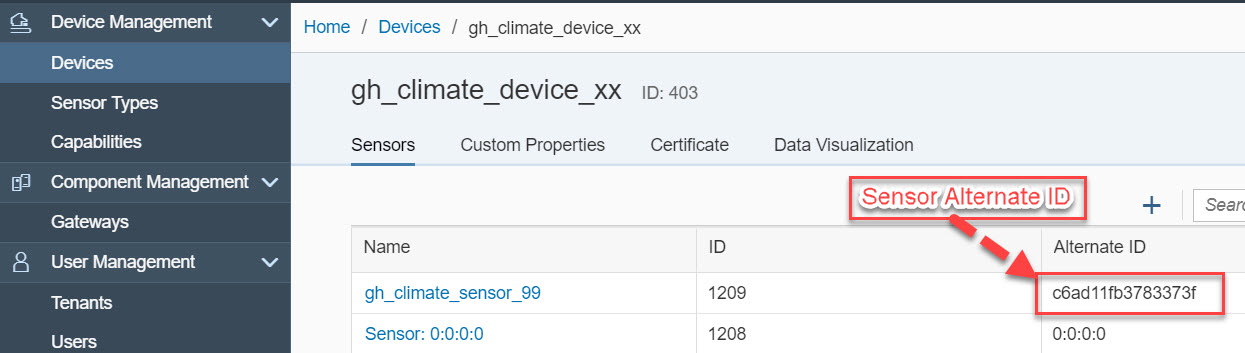 Device Management
Devices
Sensor Types
Capabilities
Component Management
Gateways
User Management
Tenants
Users
Home / Devices / gh_climate_device_xx
gh_climate_device_xx ID: 403
Sensors Custom Properties Certificate Data Visualization
Sensor Alternate ID
+ Searc
Name ID Alternate ID
gh_climate_sensor_99 1209 c6ad11fb3783373f
Sensor: 0:0:0:0 1208 0:0:0:0